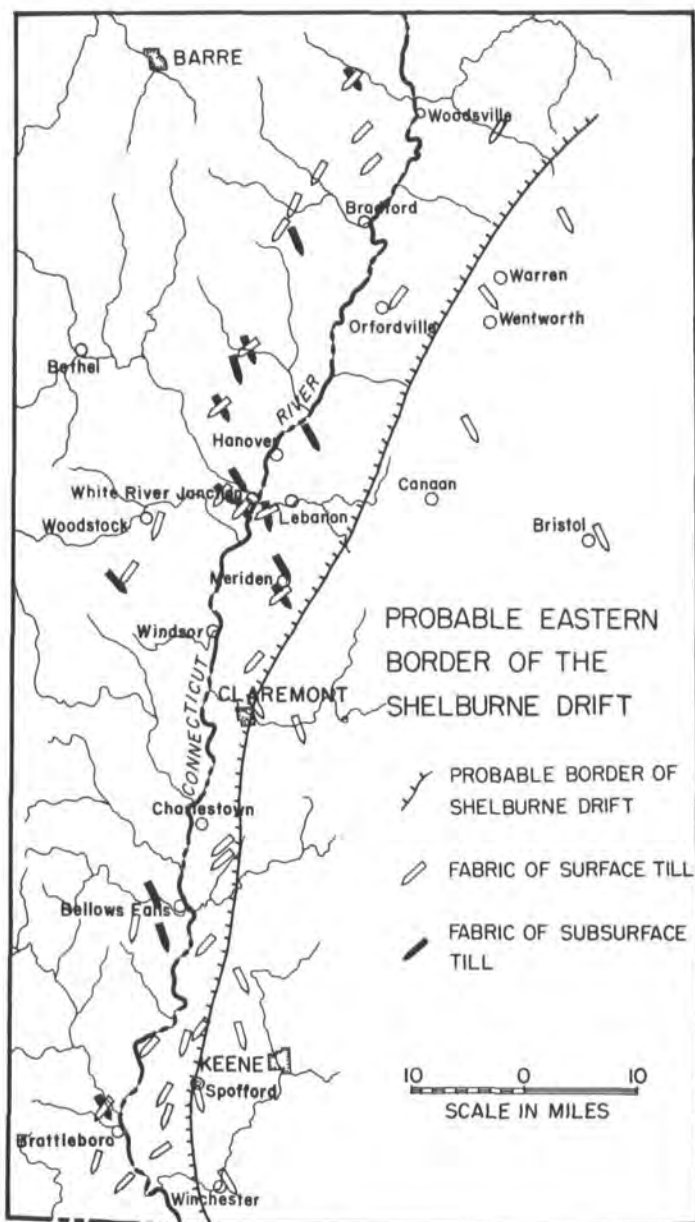 BARRE
Woodsville
Bradford
Warren
Orfordville
Wentworth
Bethel
RIVER
Hanover
Canaan
White River Junction
Lebanon
Woodstock
Bristol
Meriden
PROBABLE EASTERN
BORDER OF THE
SHELBURNE DRIFT
Windsor
CLAREMONT
CONNECTICUT
PROBABLE BORDER OF
SHELBURNE DRIFT
Charlestown
FABRIC OF SURFACE TILL
Bellows Falls
FABRIC OF SUBSURFACE
TILL
KEENE
Spofford
10 0 10
SCALE IN MILES
Brattleboro
Winchester